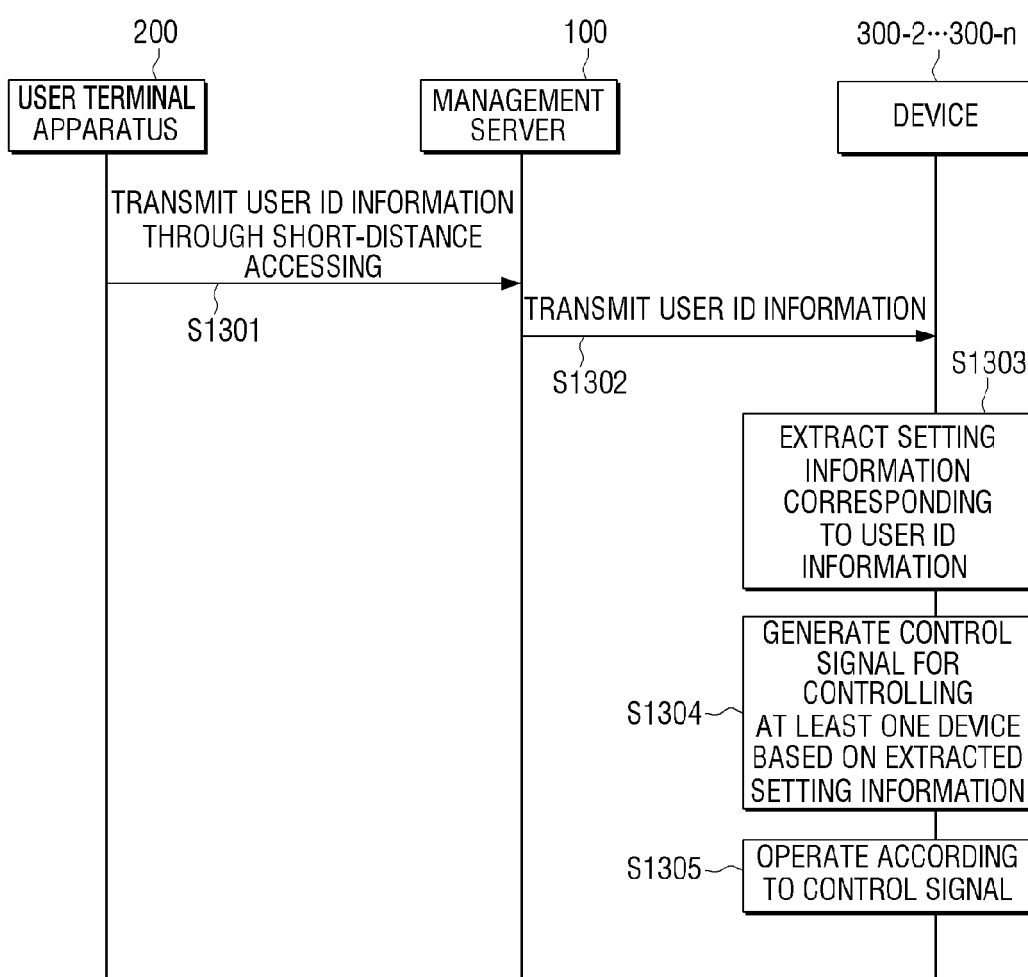 200
100
300-2···300-n
USER TERMINAL
APPARATUS
MANAGEMENT
SERVER
DEVICE
TRANSMIT USER ID INFORMATION
THROUGH SHORT-DISTANCE
ACCESSING
S1301
TRANSMIT USER ID INFORMATION
S1302
S1303
EXTRACT SETTING
INFORMATION
CORRESPONDING
TO USER ID
INFORMATION
S1304
GENERATE CONTROL
SIGNAL FOR
CONTROLLING
AT LEAST ONE DEVICE
BASED ON EXTRACTED
SETTING INFORMATION
S1305
OPERATE ACCORDING
TO CONTROL SIGNAL